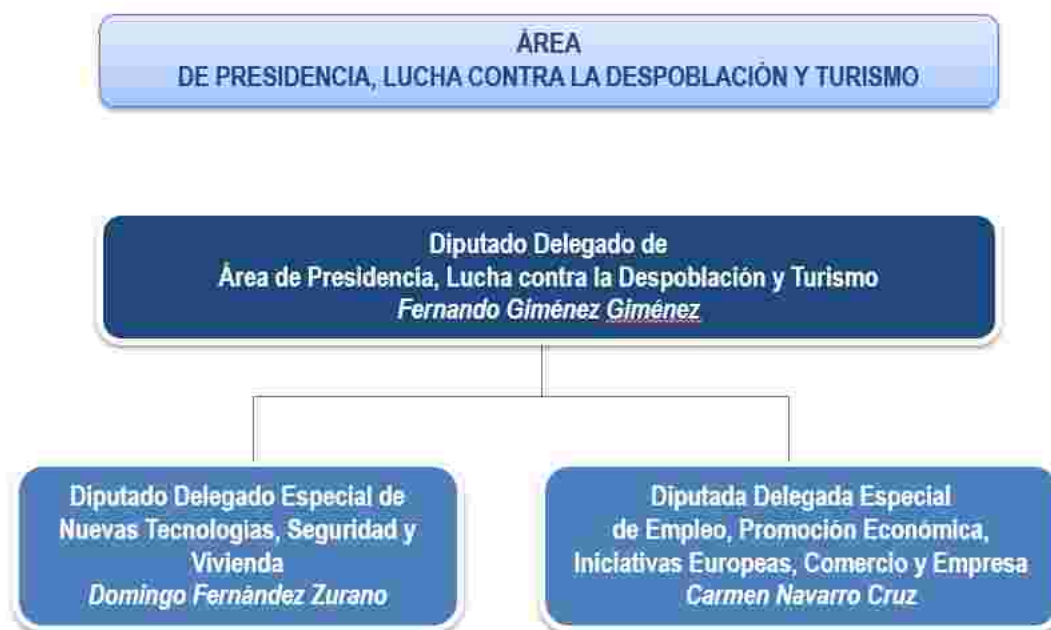 ÁREA
DE PRESIDENCIA, LUCHA CONTRA LA DESPOBLACIÓN Y TURISMO
Diputado Delegado de
Área de Presidencia, Lucha contra la Despoblación y Turismo
Fernando Giménez Giménez
Diputado Delegado Especial de
Nuevas Tecnologías, Seguridad y
Vivienda
Domingo Fernández Zurano
Diputada Delegada Especial
de Empleo, Promoción Económica,
Iniciativas Europeas, Comercio y Empresa
Carmen Navarro Cruz